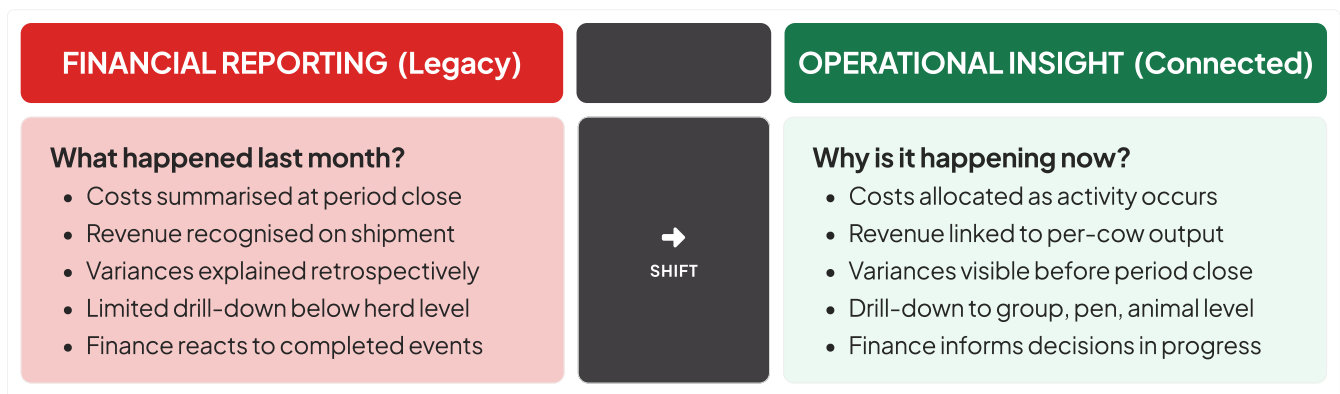 FINANCIAL REPORTING (Legacy)
OPERATIONAL INSIGHT (Connected)
What happened last month?
• Costs summarised at period close
• Revenue recognised on shipment
• Variances explained retrospectively
• Limited drill-down below herd level
• Finance reacts to completed events
SHIFT
Why is it happening now?
• Costs allocated as activity occurs
• Revenue linked to per-cow output
• Variances visible before period close
• Drill-down to group, pen, animal level
• Finance informs decisions in progress